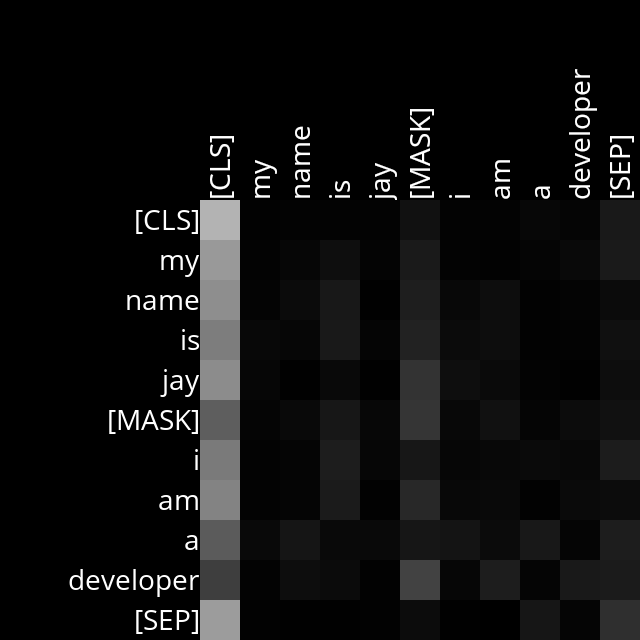 [CLS] my name is jay [MASK] i am a developer [SEP]
[CLS]
my
name
is
jay
[MASK]
i
am
a
developer
[SEP]